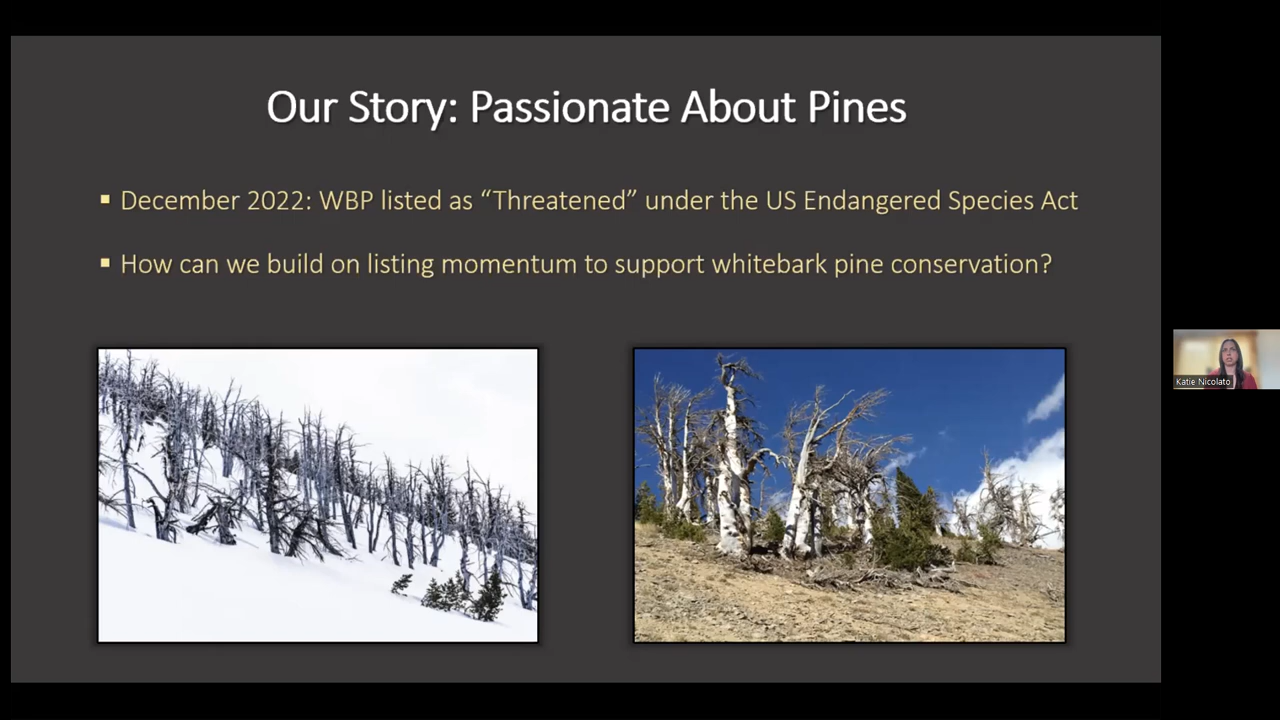 Our Story: Passionate About Pines
▪ December 2022: WBP listed as “Threatened” under the US Endangered Species Act
▪ How can we build on listing momentum to support whitebark pine conservation?
Katie Nicolato